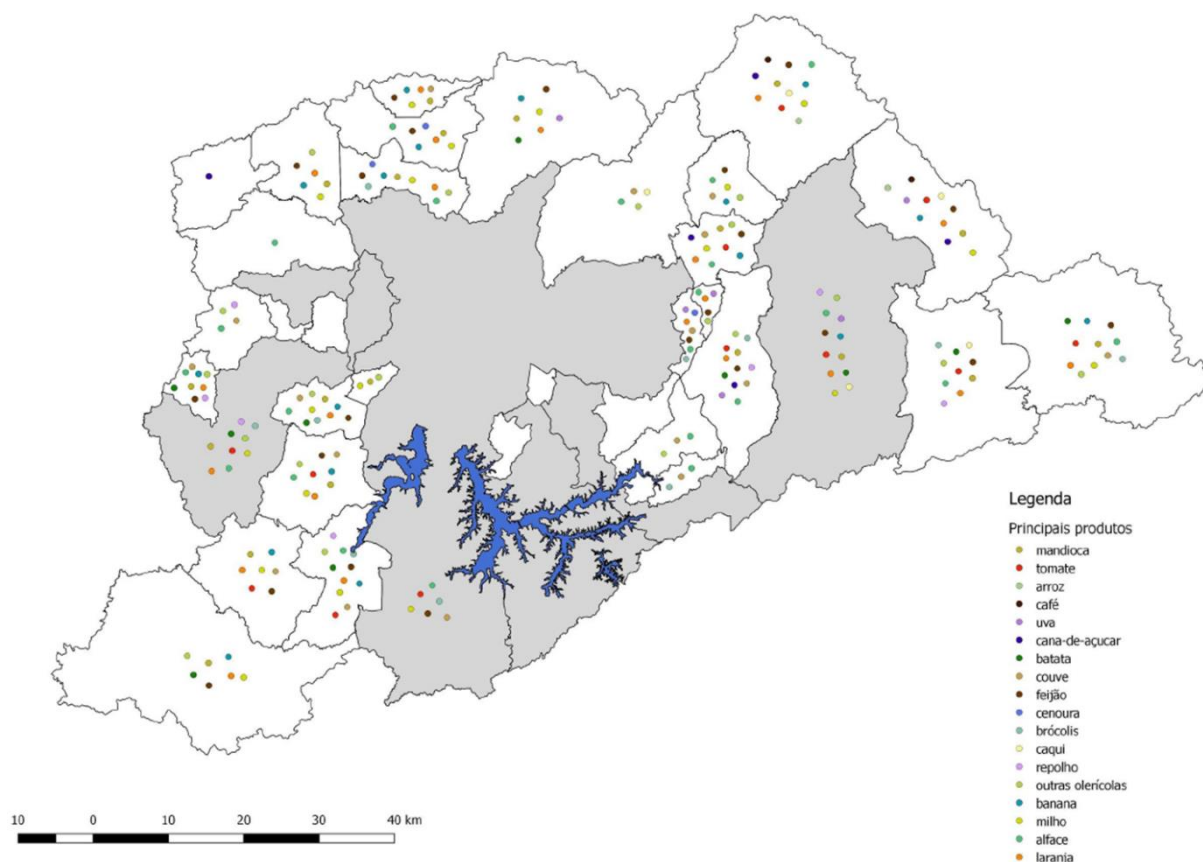 Legenda
Principais produtos
mandioca
tomate
arroz
café
uva
cana-de-açucar
batata
couve
feijão
cenoura
brócolis
caqui
repolho
outras olerícolas
banana
milho
alface
laranja
10 0 10 20 30 40 km